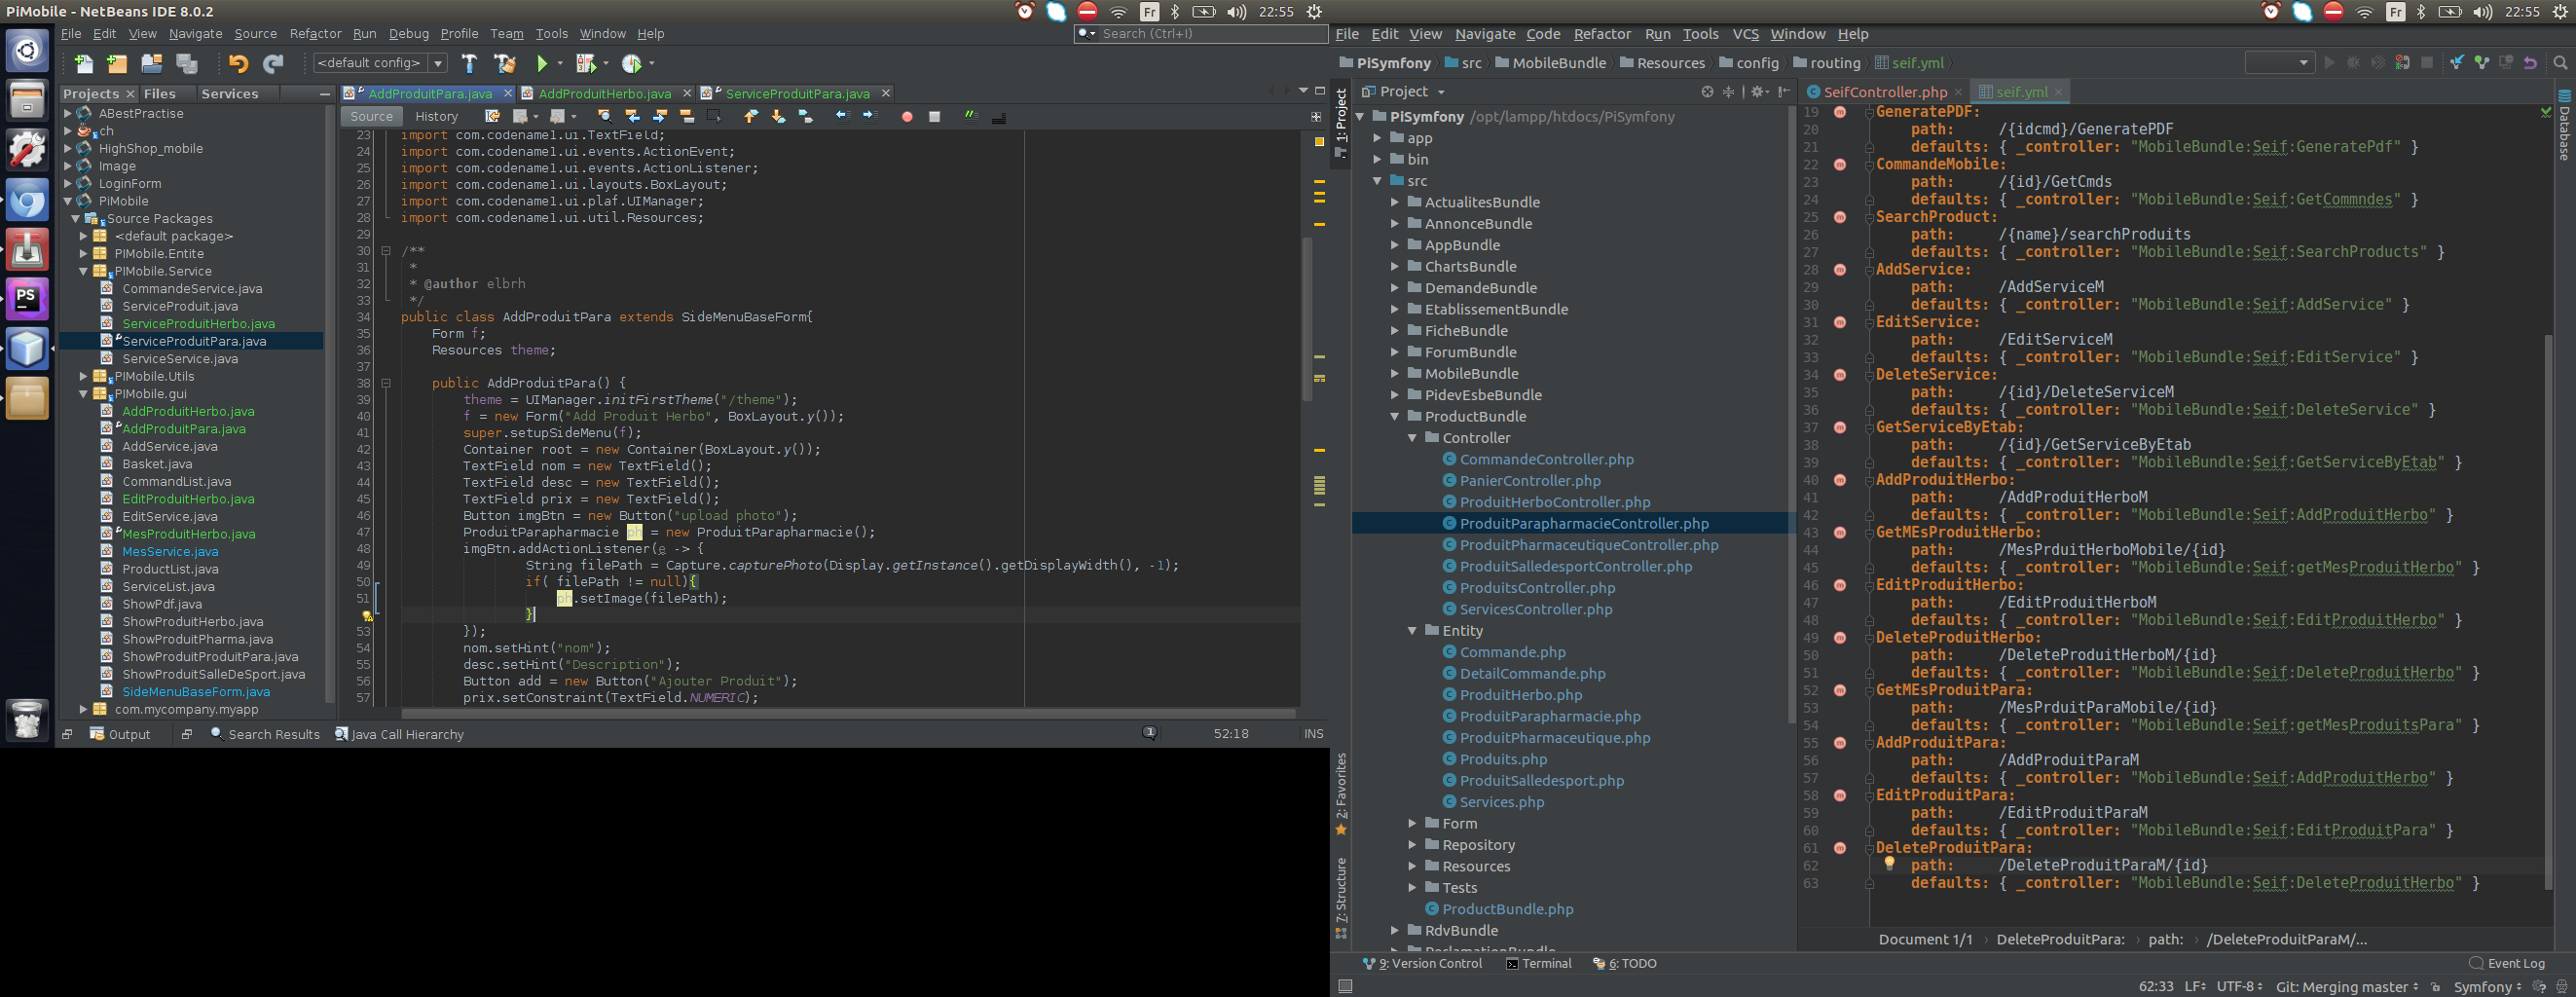 PiMobile - NetBeans IDE 8.0.2
Fr
22:55
Fr
22:55
File Edit View Navigate Source Refactor Run Debug Profile Team Tools Window Help
Search (Ctrl+I)
<default config>
Projects Files Services
ABestPractise
ch
HighShop_mobile
Image
LoginForm
PiMobile
Source Packages
<default package>
PIMobile.Entite
PIMobile.Service
CommandeService.java
ServiceProduit.java
ServiceProduitHerbo.java
ServiceProduitPara.java
ServiceService.java
PIMobile.Utils
PIMobile.gui
AddProduitHerbo.java
AddProduitPara.java
AddService.java
Basket.java
CommandList.java
EditProduitHerbo.java
EditService.java
MesProduitHerbo.java
MesService.java
ProductList.java
ServiceList.java
ShowPdf.java
ShowProduitHerbo.java
ShowProduitPharma.java
ShowProduitProduitPara.java
ShowProduitSalleDeSport.java
SideMenuBaseForm.java
com.mycompany.myapp
AddProduitPara.java AddProduitHerbo.java ServiceProduitPara.java
Source History
23 import com.codename1.ui.TextField;
24 import com.codename1.ui.events.ActionEvent;
25 import com.codename1.ui.events.ActionListener;
26 import com.codename1.ui.layouts.BoxLayout;
27 import com.codename1.ui.plaf.UIManager;
28 import com.codename1.ui.util.Resources;
29
30 /**
31 *
32 * @author elbrh
33 */
34 public class AddProduitPara extends SideMenuBaseForm{
35 Form f;
36 Resources theme;
37
38 public AddProduitPara() {
39 theme = UIManager.initFirstTheme("/theme");
40 f = new Form("Add Produit Herbo", BoxLayout.y());
41 super.setupSideMenu(f);
42 Container root = new Container(BoxLayout.y());
43 TextField nom = new TextField();
44 TextField desc = new TextField();
45 TextField prix = new TextField();
46 Button imgBtn = new Button("upload photo");
47 ProduitParapharmacie ph = new ProduitParapharmacie();
48 imgBtn.addActionListener(e -> {
49 String filePath = Capture.capturePhoto(Display.getInstance().getDisplayWidth(), -1);
50 if( filePath != null){
51 ph.setImage(filePath);
}
53 });
54 nom.setHint("nom");
55 desc.setHint("Description");
56 Button add = new Button("Ajouter Produit");
57 prix.setConstraint(TextField.NUMERIC);
Output Search Results Java Call Hierarchy
1
52:18
INS
File Edit View Navigate Code Refactor Run Tools VCS Window Help
PiSymfony src MobileBundle Resources config routing seif.yml
1: Project
2: Favorites
7: Structure
Project
PiSymfony /opt/lampp/htdocs/PiSymfony
app
bin
src
ActualitesBundle
AnnonceBundle
AppBundle
ChartsBundle
DemandeBundle
EtablissementBundle
FicheBundle
ForumBundle
MobileBundle
PidevEsbeBundle
ProductBundle
Controller
CommandeController.php
PanierController.php
ProduitHerboController.php
ProduitParapharmacieController.php
ProduitPharmaceutiqueController.php
ProduitSalledesportController.php
ProduitsController.php
ServicesController.php
Entity
Commande.php
DetailCommande.php
ProduitHerbo.php
ProduitParapharmacie.php
ProduitPharmaceutique.php
Produits.php
ProduitSalledesport.php
Services.php
Form
Repository
Resources
Tests
ProductBundle.php
RdvBundle
ReclamationBundle
SeifController.php seif.yml
Database
19 GeneratePDF:
20 path: /{idcmd}/GeneratePDF
21 defaults: { _controller: "MobileBundle:Seif:GeneratePdf" }
22 CommandeMobile:
23 path: /{id}/GetCmds
24 defaults: { _controller: "MobileBundle:Seif:GetCommndes" }
25 SearchProduct:
26 path: /{name}/searchProduits
27 defaults: { _controller: "MobileBundle:Seif:SearchProducts" }
28 AddService:
29 path: /AddServiceM
30 defaults: { _controller: "MobileBundle:Seif:AddService" }
31 EditService:
32 path: /EditServiceM
33 defaults: { _controller: "MobileBundle:Seif:EditService" }
34 DeleteService:
35 path: /{id}/DeleteServiceM
36 defaults: { _controller: "MobileBundle:Seif:DeleteService" }
37 GetServiceByEtab:
38 path: /{id}/GetServiceByEtab
39 defaults: { _controller: "MobileBundle:Seif:GetServiceByEtab" }
40 AddProduitHerbo:
41 path: /AddProduitHerboM
42 defaults: { _controller: "MobileBundle:Seif:AddProduitHerbo" }
43 GetMEsProduitHerbo:
44 path: /MesPrduitHerboMobile/{id}
45 defaults: { _controller: "MobileBundle:Seif:getMesProduitHerbo" }
46 EditProduitHerbo:
47 path: /EditProduitHerboM
48 defaults: { _controller: "MobileBundle:Seif:EditProduitHerbo" }
49 DeleteProduitHerbo:
50 path: /DeleteProduitHerboM/{id}
51 defaults: { _controller: "MobileBundle:Seif:DeleteProduitHerbo" }
52 GetMEsProduitPara:
53 path: /MesPrduitParaMobile/{id}
54 defaults: { _controller: "MobileBundle:Seif:getMesProduitsPara" }
55 AddProduitPara:
56 path: /AddProduitParaM
57 defaults: { _controller: "MobileBundle:Seif:AddProduitHerbo" }
58 EditProduitPara:
59 path: /EditProduitParaM
60 defaults: { _controller: "MobileBundle:Seif:EditProduitPara" }
61 DeleteProduitPara:
62 path: /DeleteProduitParaM/{id}
63 defaults: { _controller: "MobileBundle:Seif:DeleteProduitHerbo" }
Document 1/1 DeleteProduitPara: path: /DeleteProduitParaM/...
9: Version Control Terminal 6: TODO Event Log
62:33 LF UTF-8 Git: Merging master Symfony